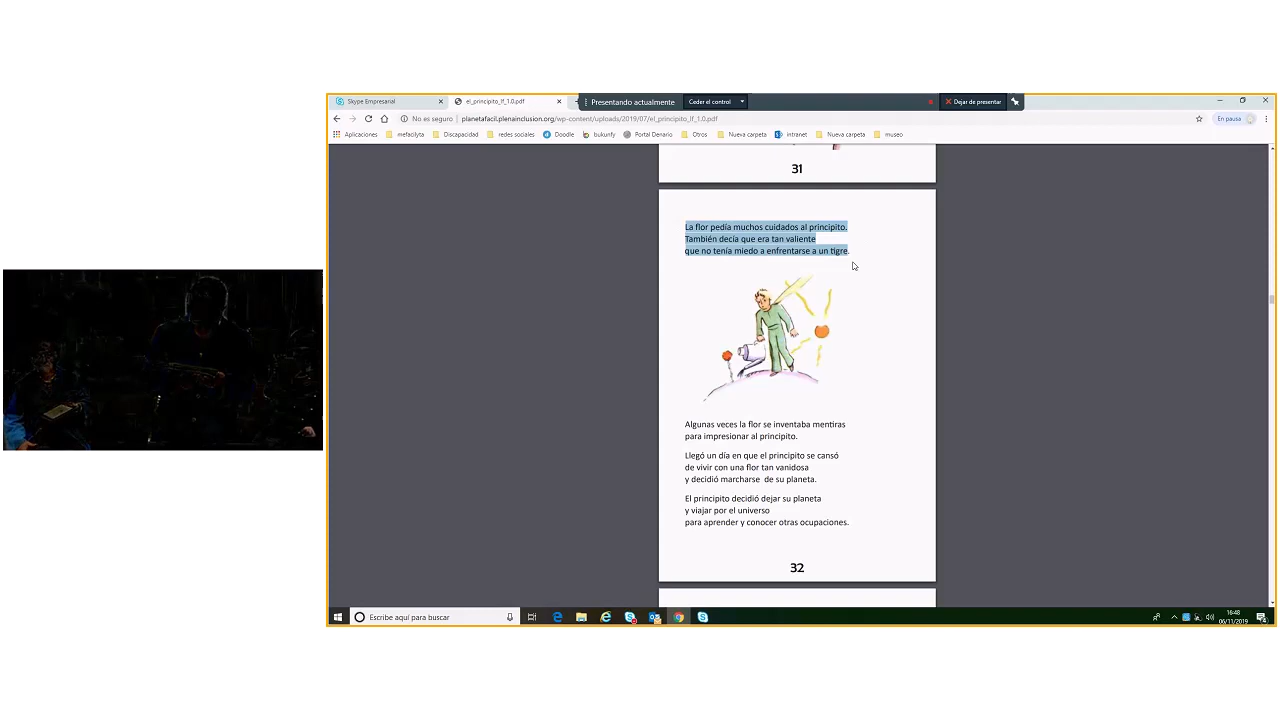 Skype Empresarial
el_principito_lf_1.0.pdf
Presentando actualmente
Ceder el control
Dejar de presentar
No es seguro
planetafacil.plenainclusion.org/wp-content/uploads/2019/07/el_principito_lf_1.0.pdf
En pausa
Aplicaciones
mefacilyta
Discapacidad
redes sociales
Doodle
bukunfy
Portal Denario
Otros
Nueva carpeta
intranet
Nueva carpeta
museo
31
La flor pedía muchos cuidados al principito.
También decía que era tan valiente
que no tenía miedo a enfrentarse a un tigre.
Algunas veces la flor se inventaba mentiras
para impresionar al principito.
Llegó un día en que el principito se cansó
de vivir con una flor tan vanidosa
y decidió marcharse de su planeta.
El principito decidió dejar su planeta
y viajar por el universo
para aprender y conocer otras ocupaciones.
32
Escribe aquí para buscar
16:48
06/11/2019